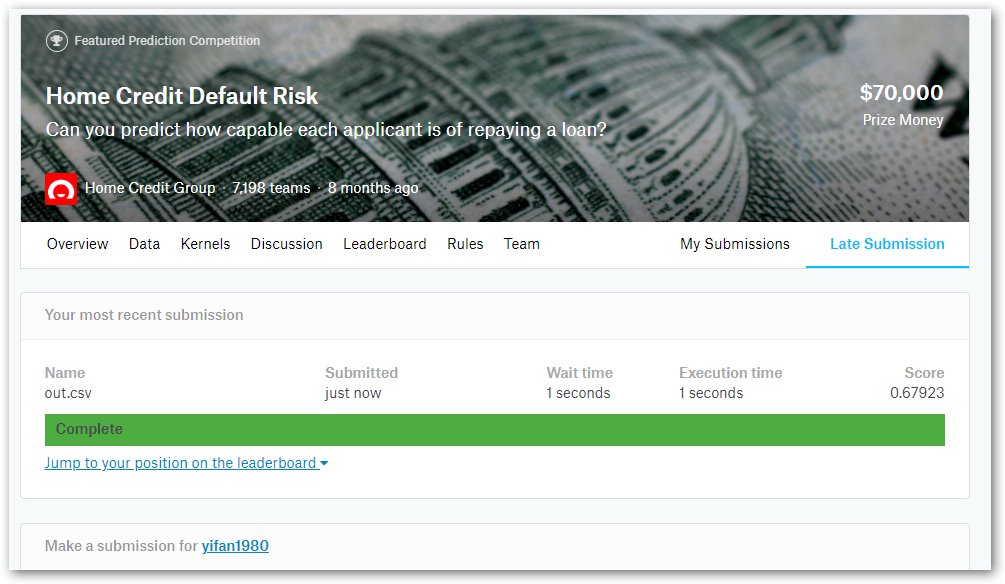 Featured Prediction Competition
Home Credit Default Risk
$70,000
Can you predict how capable each applicant is of repaying a loan?
Prize Money
Home Credit Group · 7,198 teams · 8 months ago
Overview Data Kernels Discussion Leaderboard Rules Team My Submissions Late Submission
Your most recent submission
Name Submitted Wait time Execution time Score
out.csv just now 1 seconds 1 seconds 0.67923
Complete
Jump to your position on the leaderboard
Make a submission for yifan1980